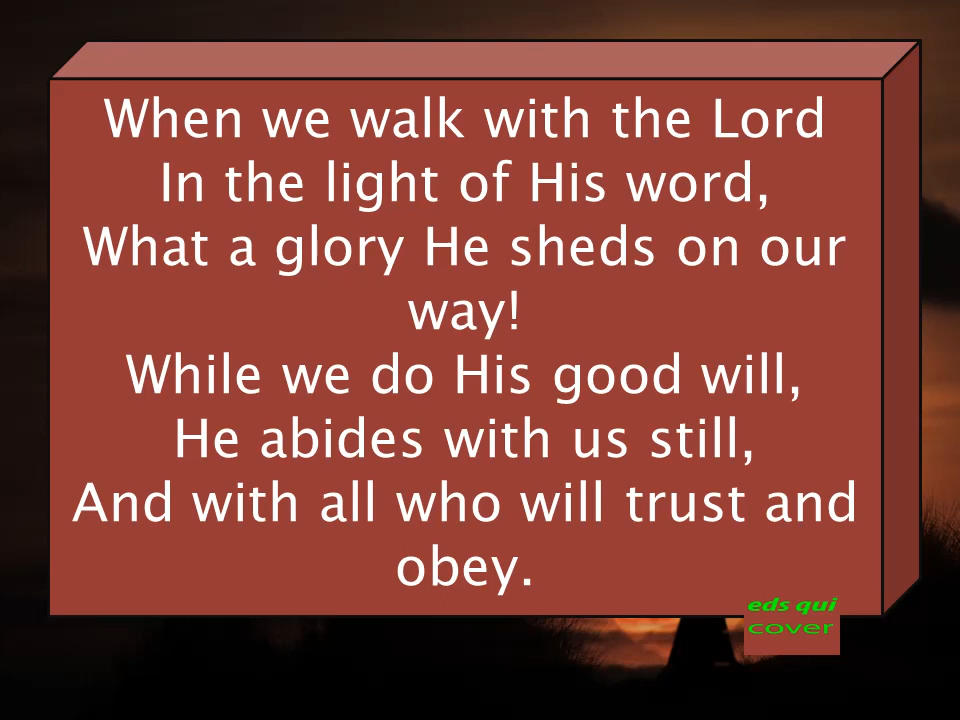 When we walk with the Lord
In the light of His word,
What a glory He sheds on our
way!
While we do His good will,
He abides with us still,
And with all who will trust and
obey.
eds qui
cover